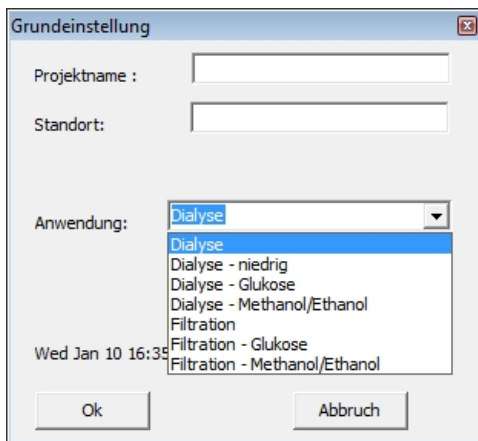 Grundeinstellung
Projektname :
Standort:
Anwendung:
Dialyse
Dialyse
Dialyse - niedrig
Dialyse - Glukose
Dialyse - Methanol/Ethanol
Filtration
Filtration - Glukose
Filtration - Methanol/Ethanol
Wed Jan 10 16:35
Ok
Abbruch